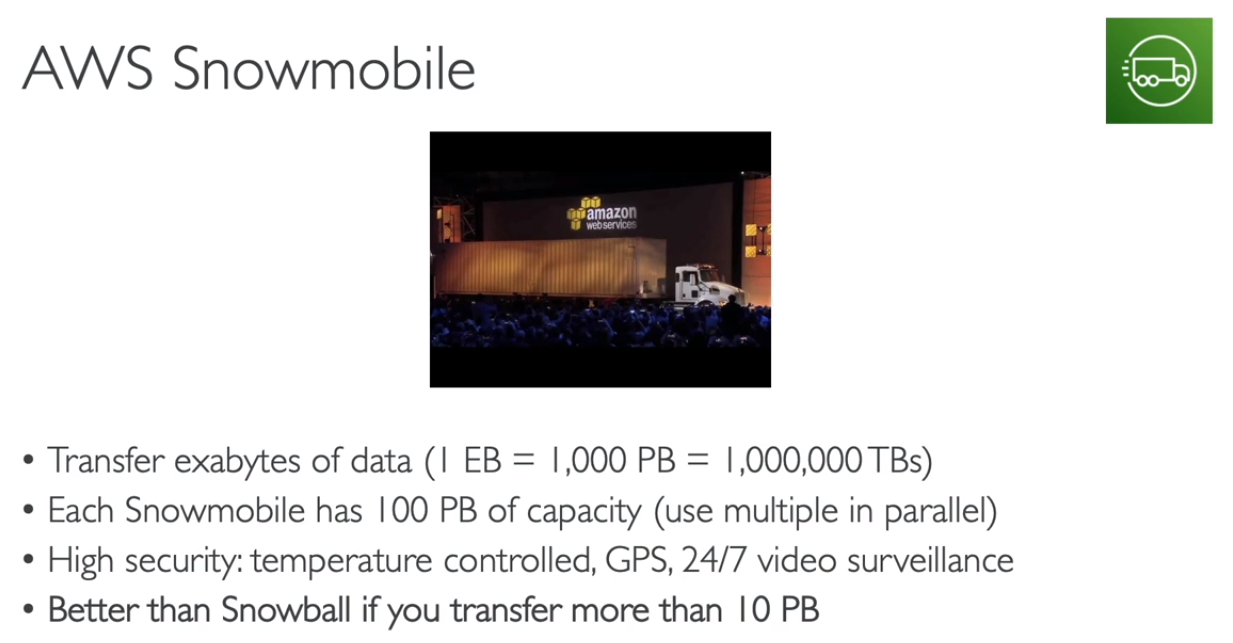 AWS Snowmobile
amazon
webservices
• Transfer exabytes of data (1 EB = 1,000 PB = 1,000,000 TBs)
• Each Snowmobile has 100 PB of capacity (use multiple in parallel)
• High security: temperature controlled, GPS, 24/7 video surveillance
• Better than Snowball if you transfer more than 10 PB